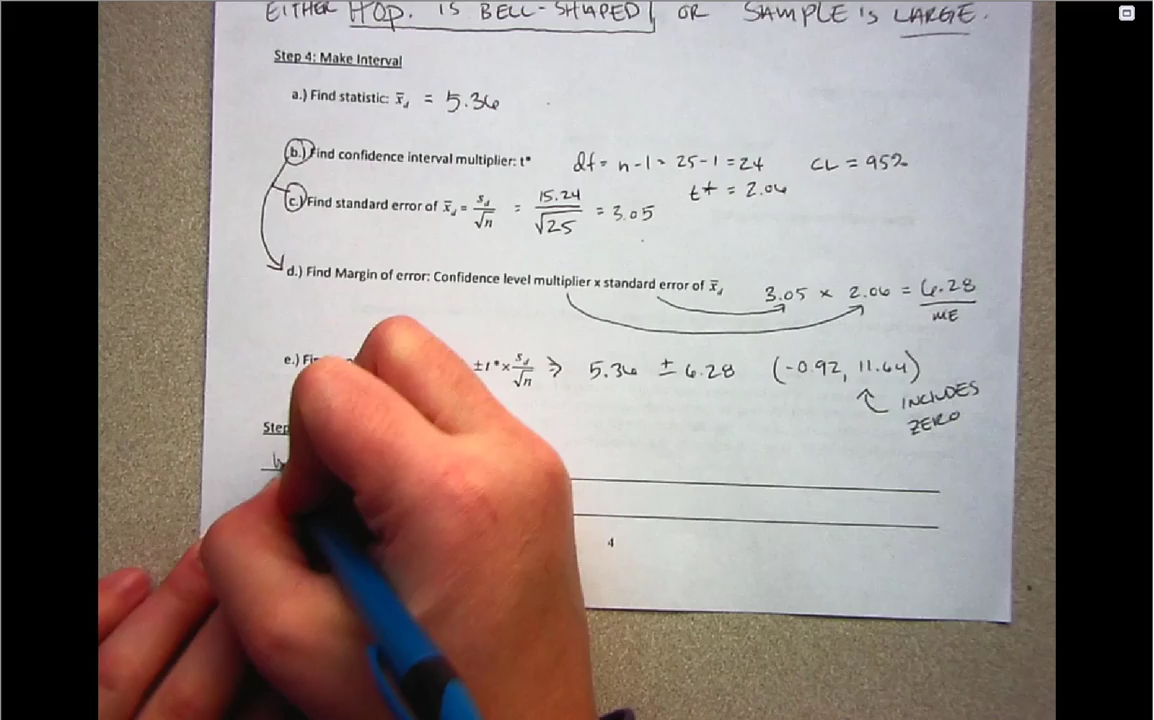 EITHER POP. IS BELL-SHAPED, OR SAMPLE IS LARGE.
Step 4: Make Interval
a.) Find statistic: x̄d = 5.36
b.) Find confidence interval multiplier: t* df = n-1 = 25-1 = 24 CL = 95%
t* = 2.06
c.) Find standard error of x̄d = sd/√n = 15.24/√25 = 3.05
d.) Find Margin of error: Confidence level multiplier x standard error of x̄d 3.05 x 2.06 = 6.28
ME
e.) Fi ± t* × sd/√n ⇒ 5.36 ± 6.28 (-0.92, 11.64)
INCLUDES
ZERO
Step
4